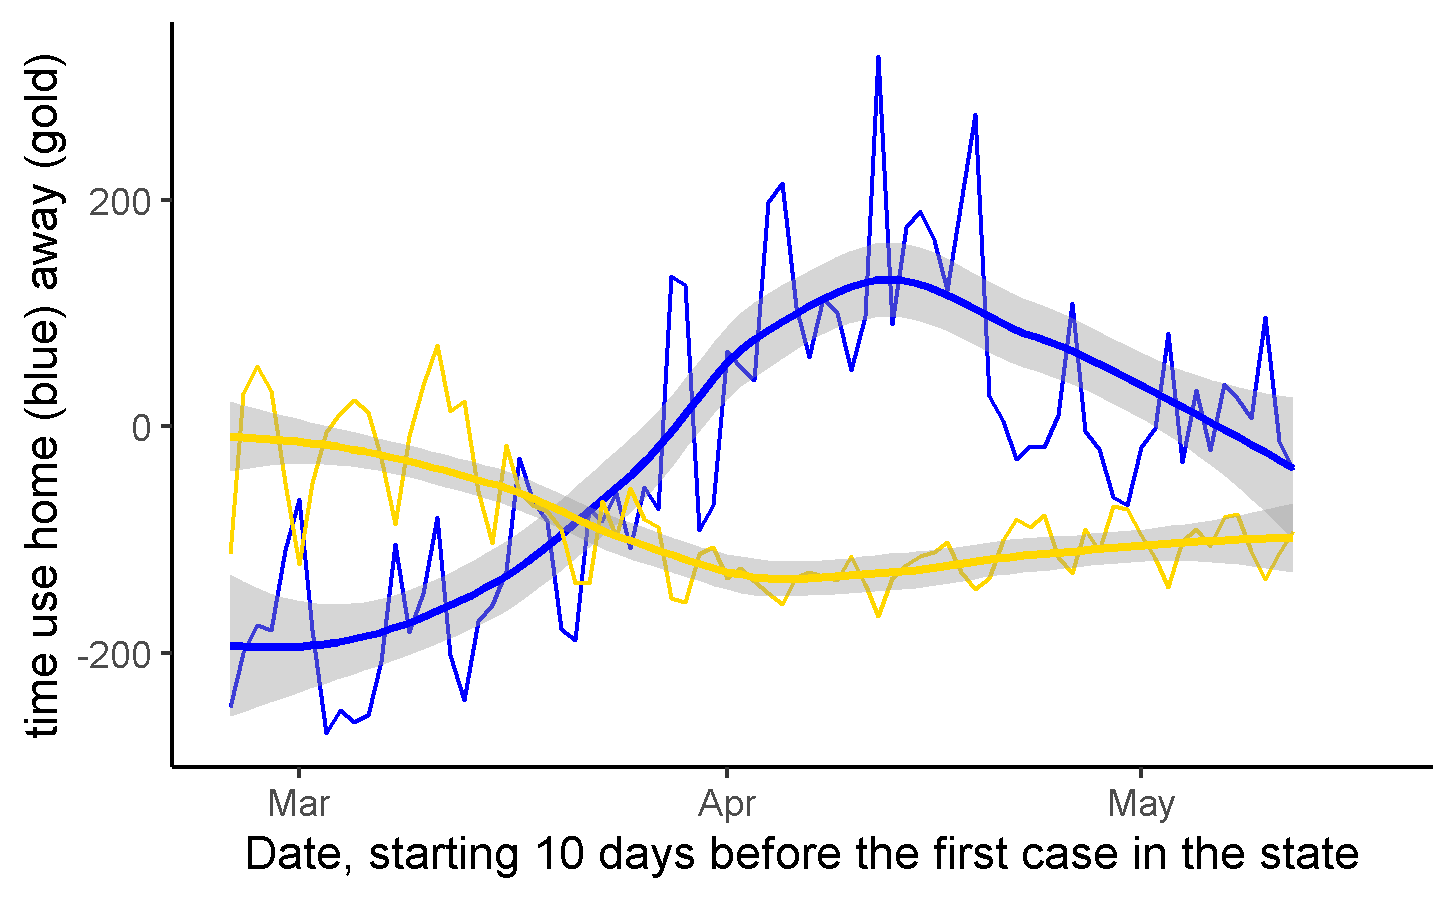 time use home (blue) away (gold)
200
0
-200
Mar Apr May
Date, starting 10 days before the first case in the state